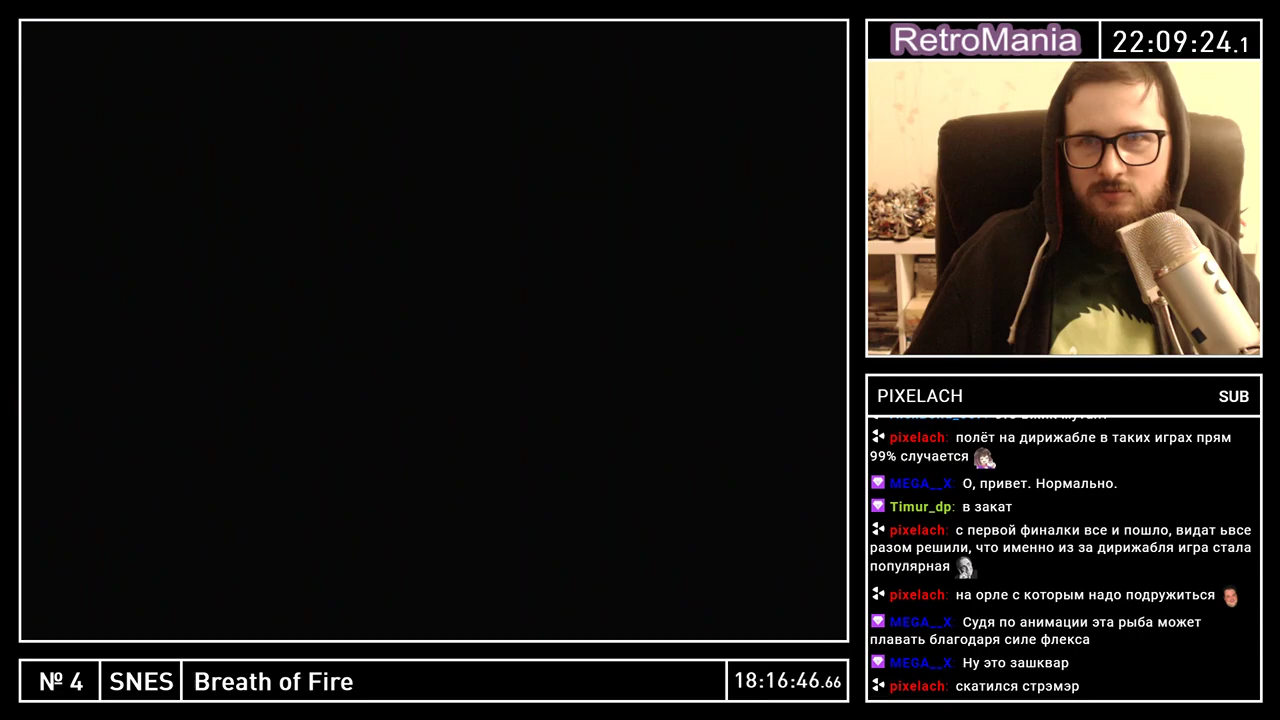 RetroMania
22:09:24.1
PIXELACH
SUB
pixelach: полёт на дирижабле в таких играх прям
99% случается
MEGA__X: О, привет. Нормально.
Timur_dp: в закат
pixelach: с первой финалки все и пошло, видат ьвсе
разом решили, что именно из за дирижабля игра стала
популярная
pixelach: на орле с которым надо подружиться
MEGA__X: Судя по анимации эта рыба может
плавать благодаря силе флекса
MEGA__X: Ну это зашквар
pixelach: скатился стрэмэр
№ 4
SNES
Breath of Fire
18:16:46.66